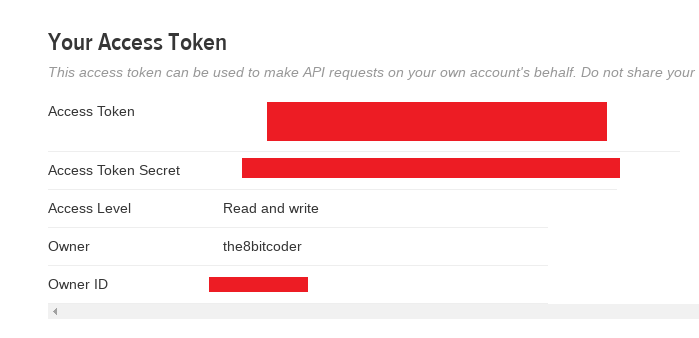 Your Access Token
This access token can be used to make API requests on your own account's behalf. Do not share your
Access Token
Access Token Secret
Access Level Read and write
Owner the8bitcoder
Owner ID